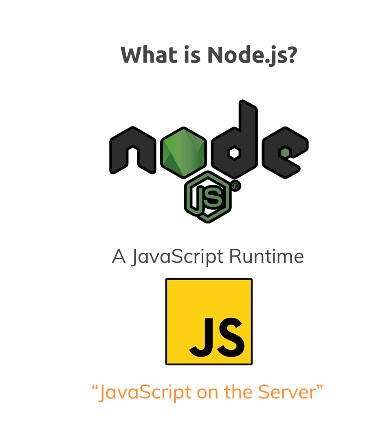 What is Node.js?
node
JS®
A JavaScript Runtime
JS
“JavaScript on the Server”